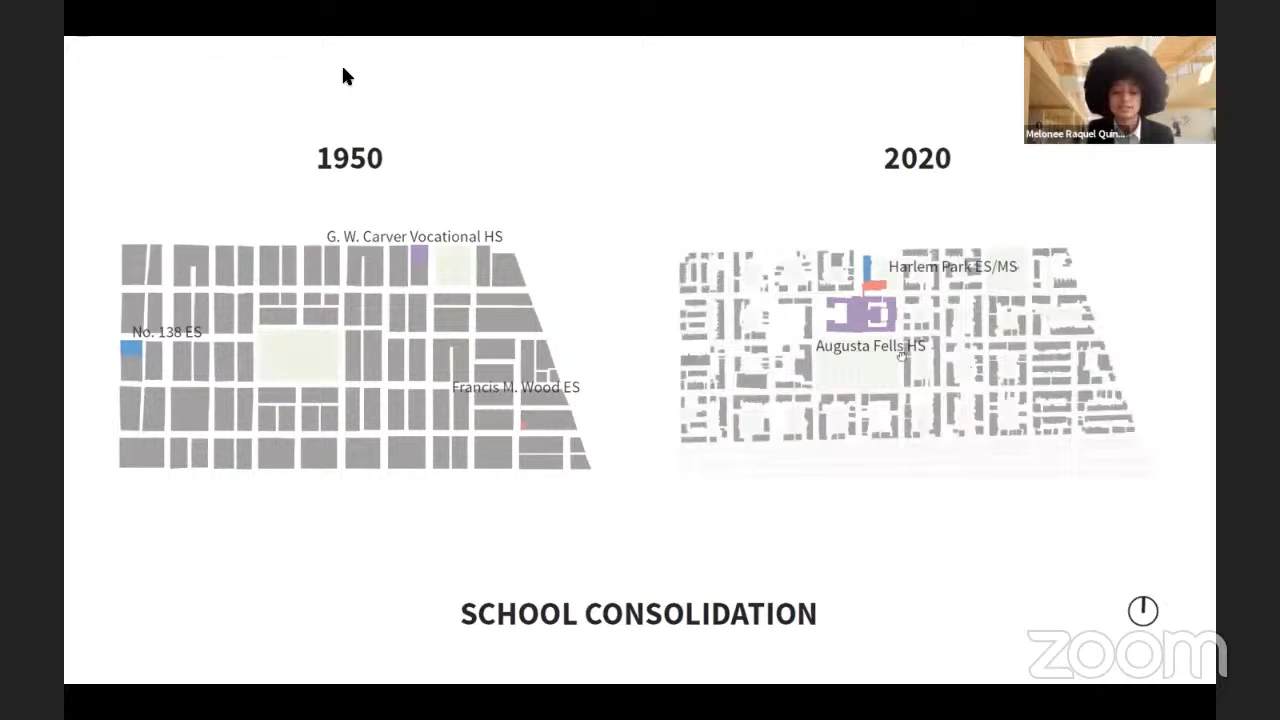 Melonee Raquel Quin...
1950
2020
G. W. Carver Vocational HS
Harlem Park ES/MS
No. 138 ES
Augusta Fells HS
Francis M. Wood ES
SCHOOL CONSOLIDATION
zoom